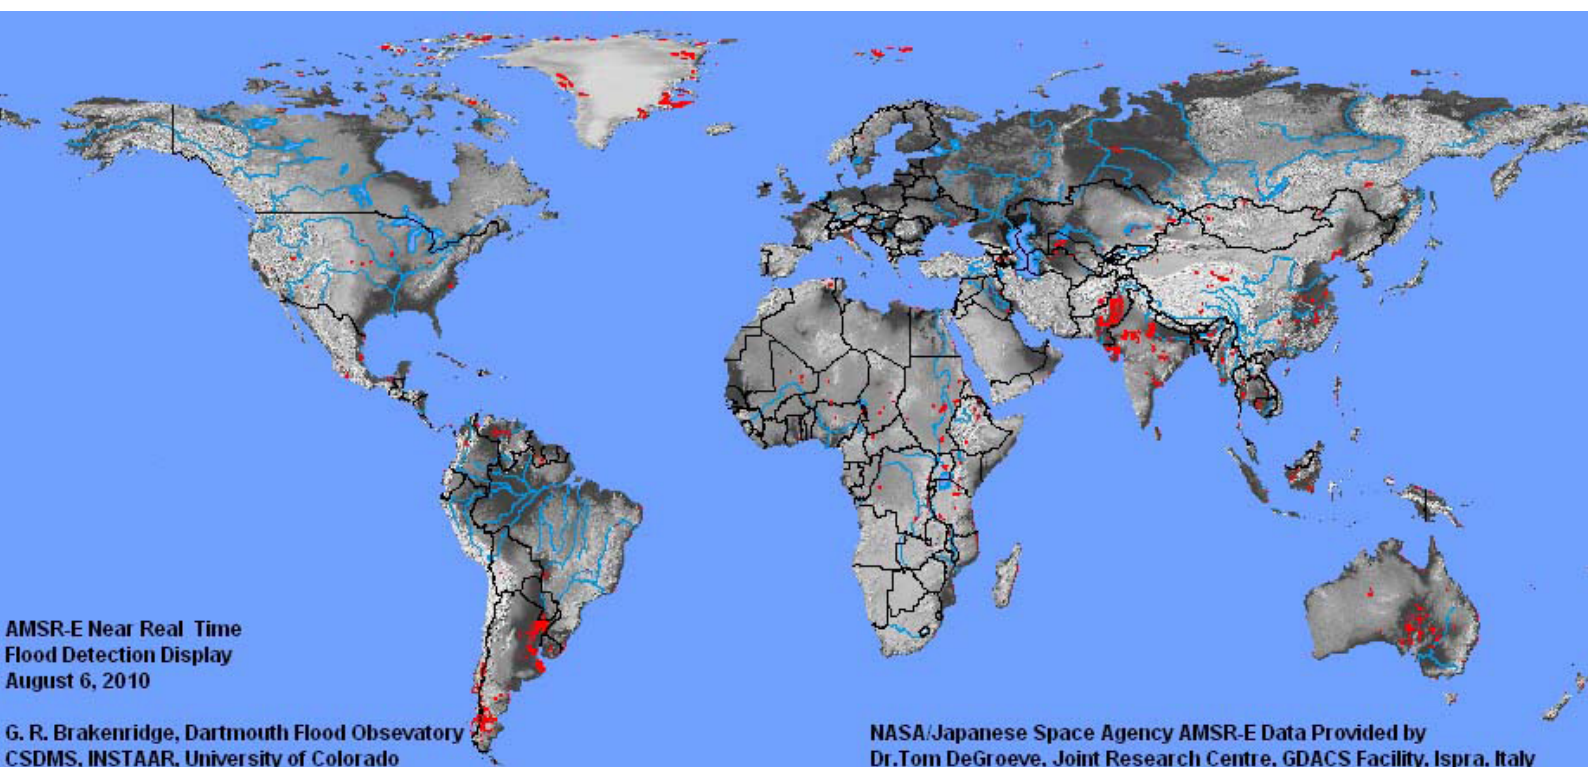 AMSR-E Near Real Time
Flood Detection Display
August 6, 2010
G. R. Brakenridge, Dartmouth Flood Obsevatory
CSDMS, INSTAAR, University of Colorado
NASA/Japanese Space Agency AMSR-E Data Provided by
Dr.Tom DeGroeve, Joint Research Centre, GDACS Facility, Ispra, Italy